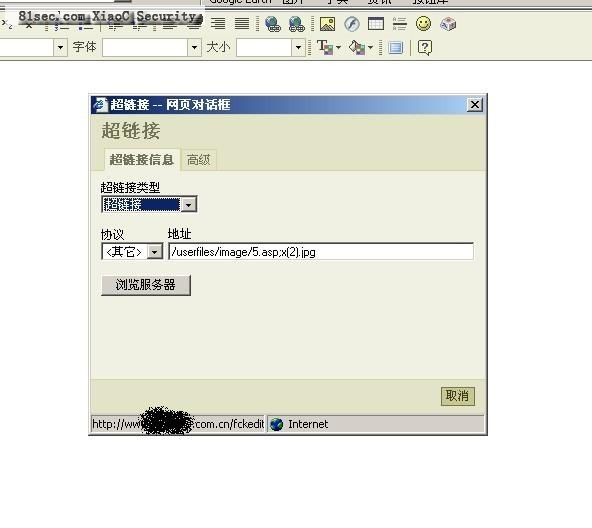 81sec'com XiaoC Security
字体 大小
超链接 -- 网页对话框
超链接
超链接信息 高级
超链接类型
超链接
协议 地址
<其它> /userfiles/image/5.asp;x(2).jpg
浏览服务器
取消
.com.cn/fckedit Internet